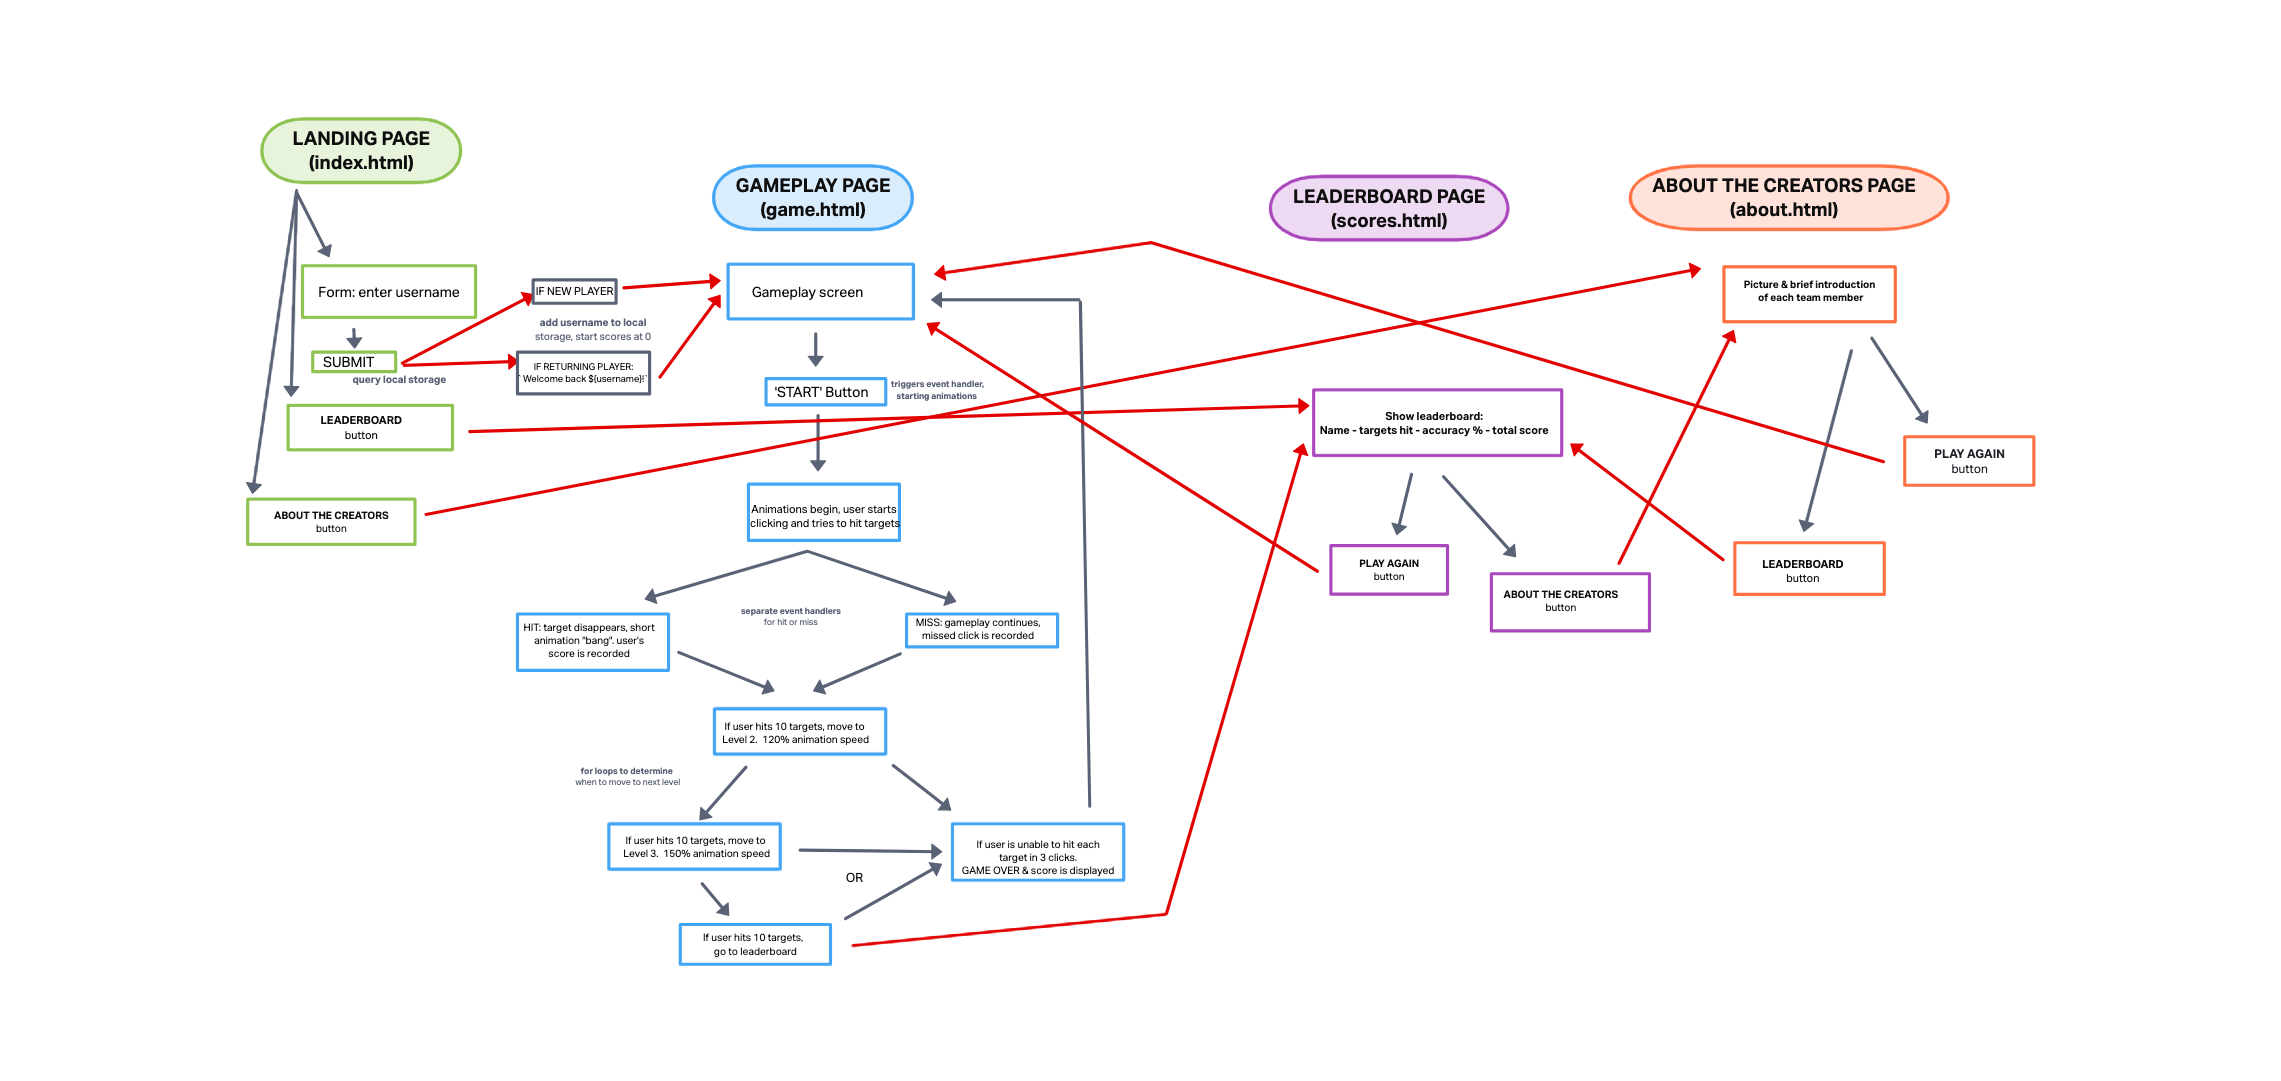 LANDING PAGE
(index.html)
Form: enter username
SUBMIT
query local storage
LEADERBOARD
button
ABOUT THE CREATORS
button
IF NEW PLAYER
add username to local
storage, start scores at 0
IF RETURNING PLAYER:
` Welcome back ${username}!`
GAMEPLAY PAGE
(game.html)
Gameplay screen
'START' Button
triggers event handler,
starting animations
Animations begin, user starts
clicking and tries to hit targets
separate event handlers
for hit or miss
HIT: target disappears, short
animation "bang". user's
score is recorded
MISS: gameplay continues,
missed click is recorded
If user hits 10 targets, move to
Level 2.  120% animation speed
for loops to determine
when to move to next level
If user hits 10 targets, move to
Level 3.  150% animation speed
OR
If user is unable to hit each
target in 3 clicks.
GAME OVER & score is displayed
If user hits 10 targets,
go to leaderboard
LEADERBOARD PAGE
(scores.html)
Show leaderboard:
Name - targets hit - accuracy % - total score
PLAY AGAIN
button
ABOUT THE CREATORS
button
ABOUT THE CREATORS PAGE
(about.html)
Picture & brief introduction
of each team member
PLAY AGAIN
button
LEADERBOARD
button